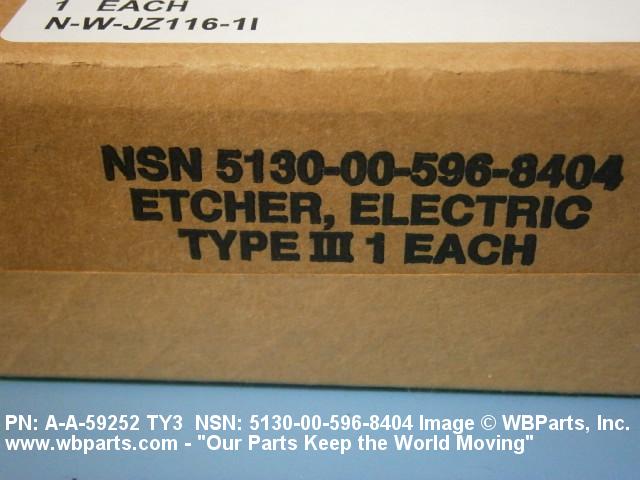 1 EACH
N-W-JZ116-1I
NSN 5130-00-596-8404
ETCHER, ELECTRIC
TYPE III 1 EACH
PN: A-A-59252 TY3 NSN: 5130-00-596-8404 Image © WBParts, Inc.
www.wbparts.com - "Our Parts Keep the World Moving"